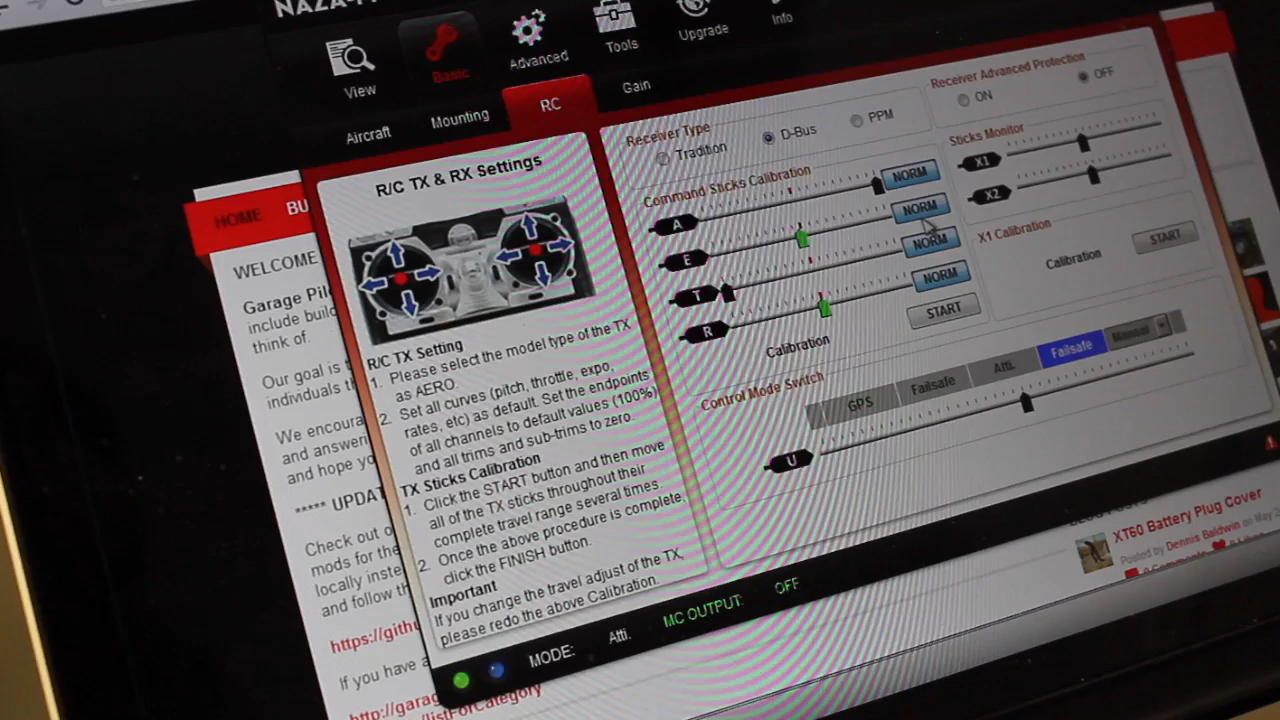 NAZA-M
View
Basic
Advanced
Tools
Upgrade
Info
Aircraft
Mounting
RC
Gain
R/C TX & RX Settings
R/C TX Setting
1. Please select the model type of the TX
as AERO.
2. Set all curves (pitch, throttle, expo,
rates, etc) as default. Set the endpoints
of all channels to default values (100%)
and all trims and sub-trims to zero.
TX Sticks Calibration
1. Click the START button and then move
all of the TX sticks throughout their
complete travel range several times.
2. Once the above procedure is complete,
click the FINISH button.
Important
If you change the travel adjust of the TX,
please redo the above Calibration.
Receiver Type
Tradition
D-Bus
PPM
Receiver Advanced Protection
ON
OFF
Command Sticks Calibration
A
NORM
E
NORM
T
NORM
R
NORM
Calibration
START
Sticks Monitor
X1
X2
X1 Calibration
Calibration
START
Control Mode Switch
GPS
Failsafe
Atti.
Failsafe
Manual
U
MODE:
Atti.
MC OUTPUT:
OFF
HOME
BU
WELCOME
Garage Pil
include build
think of.
Our goal is t
individuals th
We encoura
and answeri
and hope yo
***** UPDAT
Check out o
mods for the
locally inste
and follow th
https://githu
If you have a
http://garag
/listForCategory
XT60 Battery Plug Cover
Posted by Dennis Baldwin on May 2